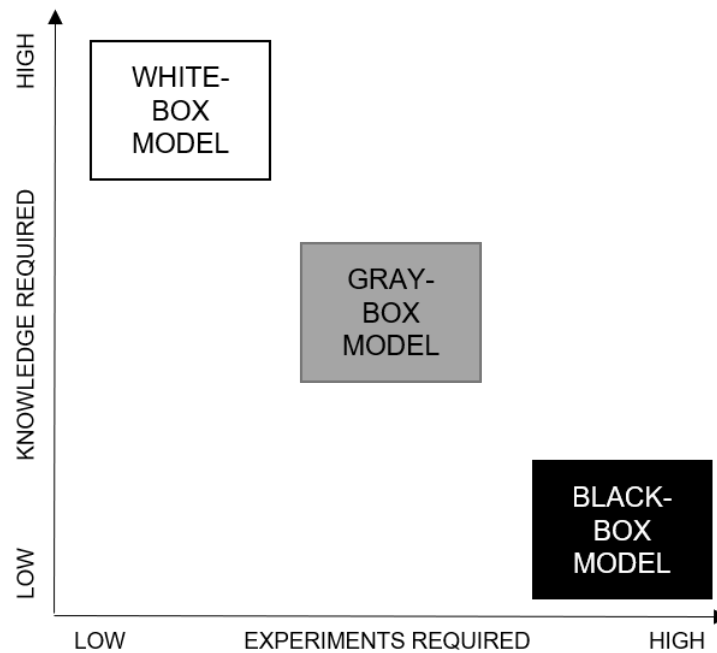 HIGH
WHITE-
BOX
MODEL
KNOWLEDGE REQUIRED
GRAY-
BOX
MODEL
BLACK-
BOX
MODEL
LOW
LOW
EXPERIMENTS REQUIRED
HIGH